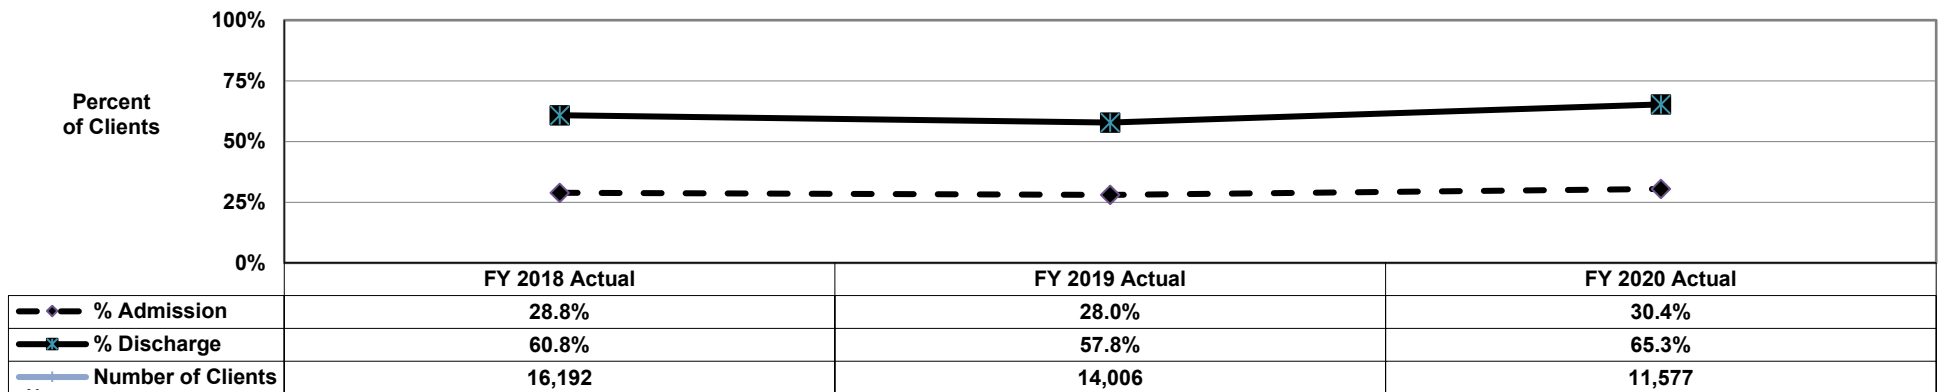 100%
75%
Percent
of Clients
50%
25%
0%
FY 2018 Actual FY 2019 Actual FY 2020 Actual
% Admission 28.8% 28.0% 30.4%
% Discharge 60.8% 57.8% 65.3%
Number of Clients 16,192 14,006 11,577